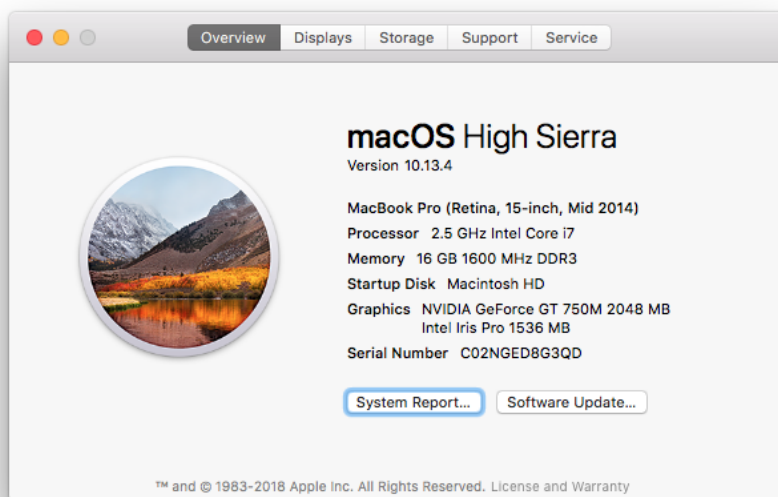 Overview Displays Storage Support Service
macOS High Sierra
Version 10.13.4
MacBook Pro (Retina, 15-inch, Mid 2014)
Processor 2.5 GHz Intel Core i7
Memory 16 GB 1600 MHz DDR3
Startup Disk Macintosh HD
Graphics NVIDIA GeForce GT 750M 2048 MB
Intel Iris Pro 1536 MB
Serial Number C02NGED8G3QD
System Report... Software Update...
™ and © 1983-2018 Apple Inc. All Rights Reserved. License and Warranty